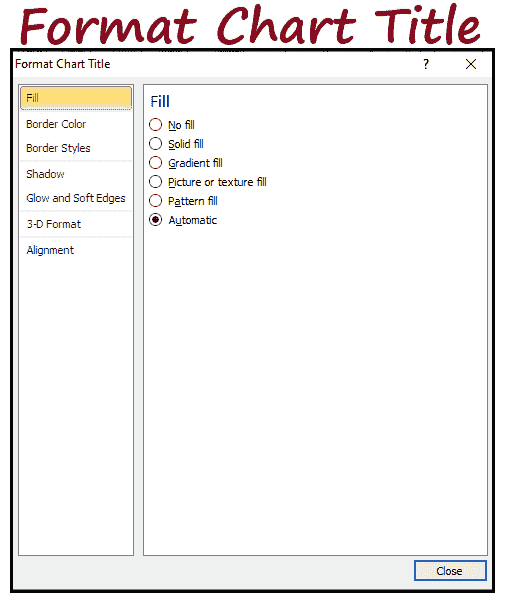 Format Chart Title
Format Chart Title ?
Fill
Border Color
Border Styles
Shadow
Glow and Soft Edges
3-D Format
Alignment
Fill
No fill
Solid fill
Gradient fill
Picture or texture fill
Pattern fill
Automatic
Close